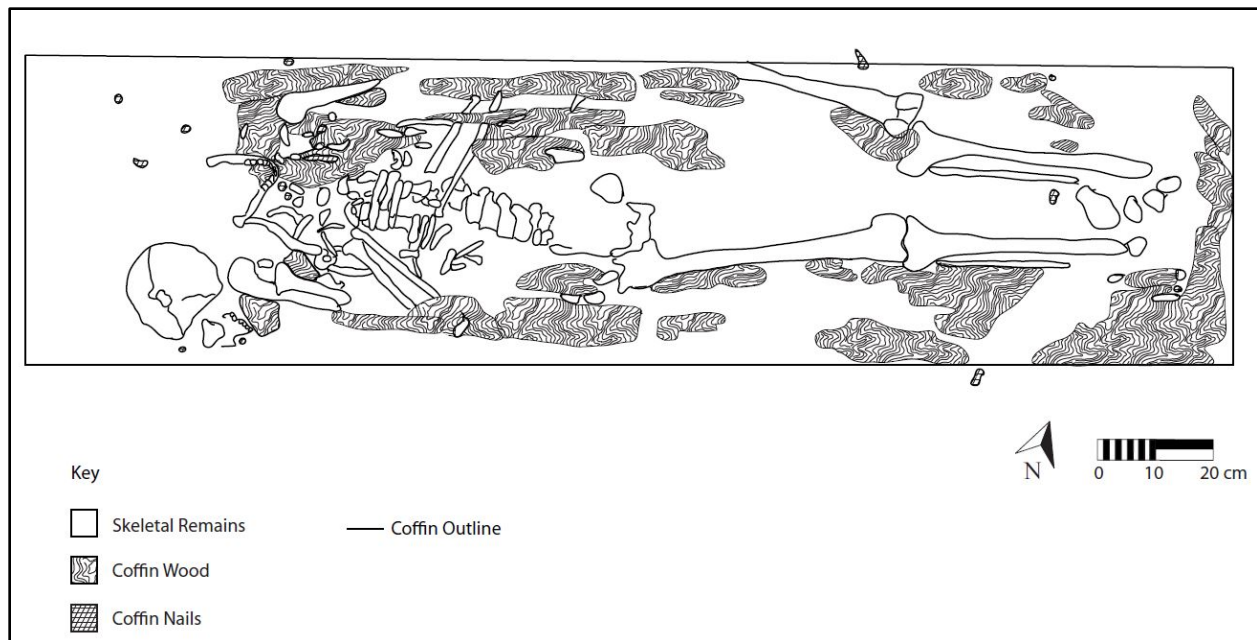 N
0 10 20 cm
Key
Skeletal Remains
Coffin Outline
Coffin Wood
Coffin Nails